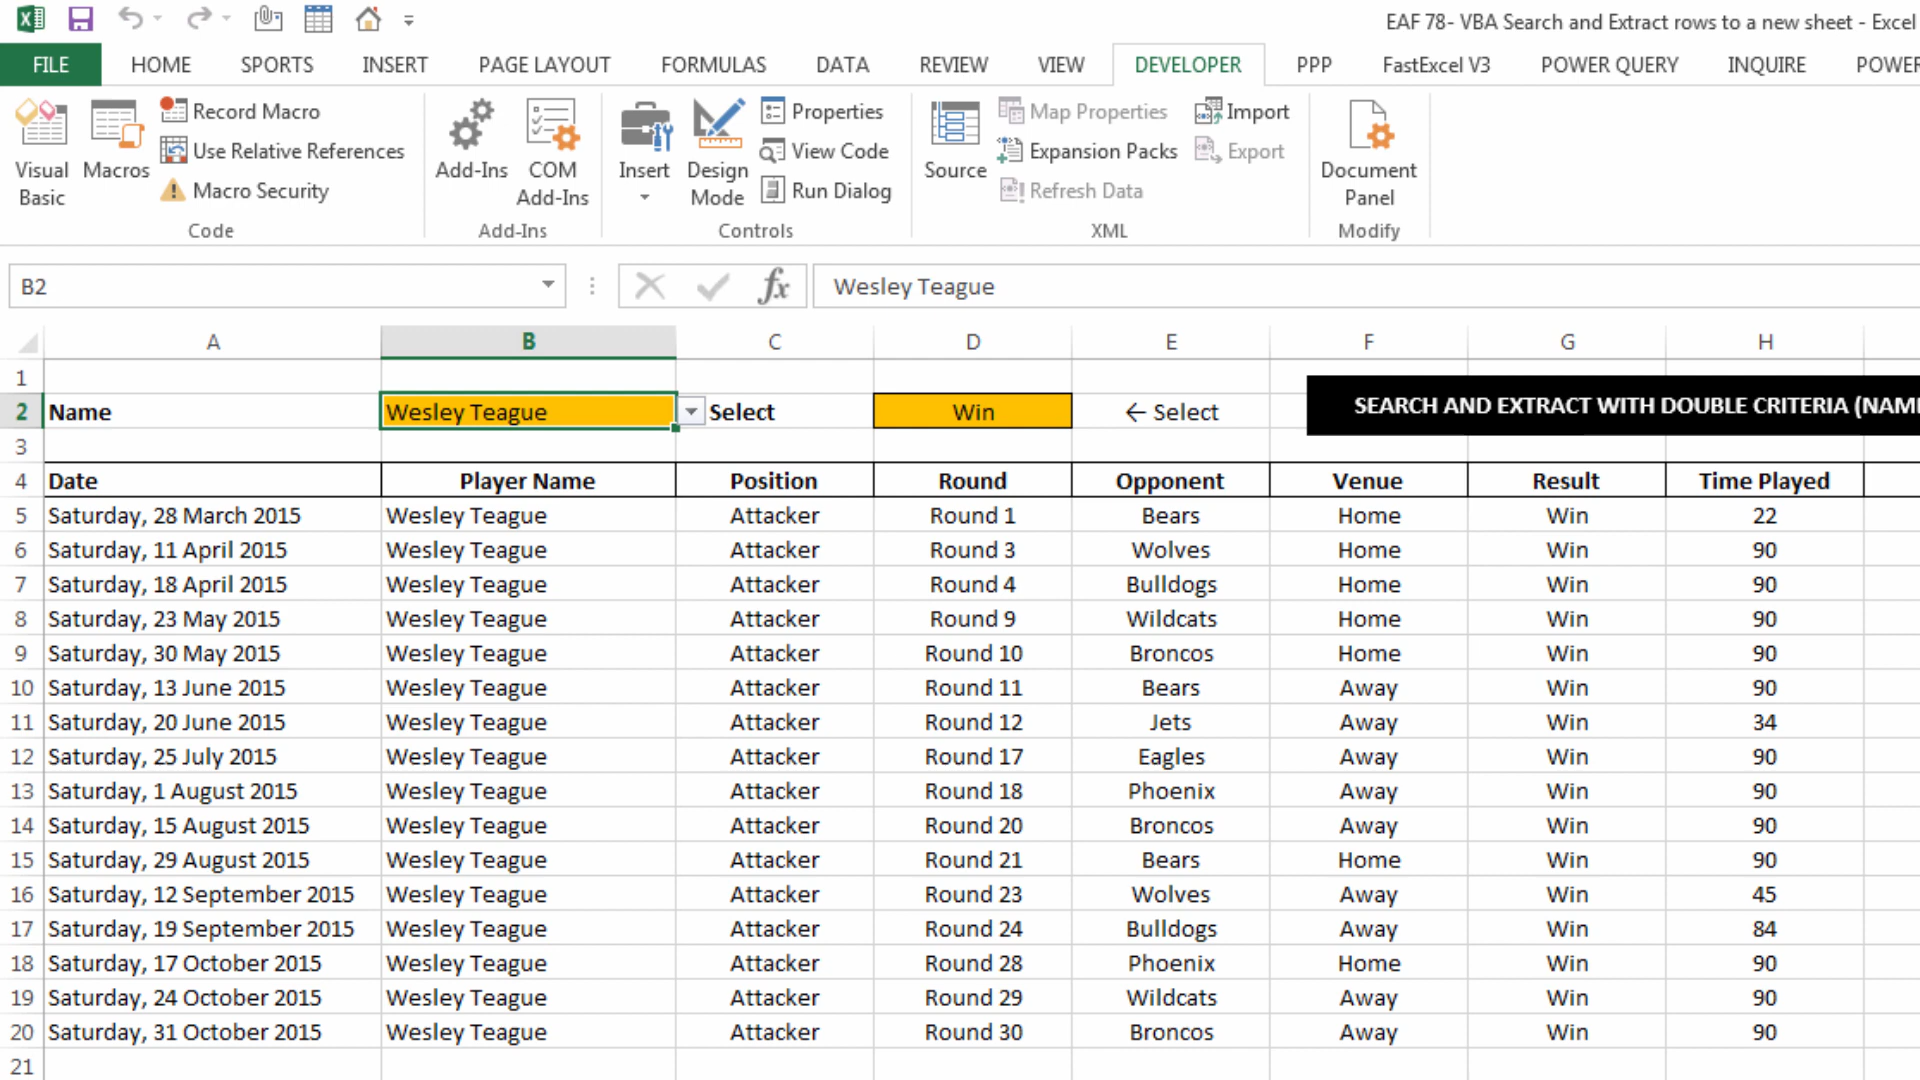 EAF 78- VBA Search and Extract rows to a new sheet - Excel
FILE HOME SPORTS INSERT PAGE LAYOUT FORMULAS DATA REVIEW VIEW DEVELOPER PPP FastExcel V3 POWER QUERY INQUIRE POWER
Visual Basic
Macros
Record Macro
Use Relative References
Macro Security
Code
Add-Ins
COM Add-Ins
Add-Ins
Insert
Design Mode
Properties
View Code
Run Dialog
Controls
Source
Map Properties
Expansion Packs
Refresh Data
Import
Export
XML
Document Panel
Modify
B2 fx Wesley Teague
A B C D E F G H
1
2 Name Wesley Teague Select Win ← Select SEARCH AND EXTRACT WITH DOUBLE CRITERIA (NAM
3
4 Date Player Name Position Round Opponent Venue Result Time Played
5 Saturday, 28 March 2015 Wesley Teague Attacker Round 1 Bears Home Win 22
6 Saturday, 11 April 2015 Wesley Teague Attacker Round 3 Wolves Home Win 90
7 Saturday, 18 April 2015 Wesley Teague Attacker Round 4 Bulldogs Home Win 90
8 Saturday, 23 May 2015 Wesley Teague Attacker Round 9 Wildcats Home Win 90
9 Saturday, 30 May 2015 Wesley Teague Attacker Round 10 Broncos Home Win 90
10 Saturday, 13 June 2015 Wesley Teague Attacker Round 11 Bears Away Win 90
11 Saturday, 20 June 2015 Wesley Teague Attacker Round 12 Jets Away Win 34
12 Saturday, 25 July 2015 Wesley Teague Attacker Round 17 Eagles Away Win 90
13 Saturday, 1 August 2015 Wesley Teague Attacker Round 18 Phoenix Away Win 90
14 Saturday, 15 August 2015 Wesley Teague Attacker Round 20 Broncos Away Win 90
15 Saturday, 29 August 2015 Wesley Teague Attacker Round 21 Bears Home Win 90
16 Saturday, 12 September 2015 Wesley Teague Attacker Round 23 Wolves Away Win 45
17 Saturday, 19 September 2015 Wesley Teague Attacker Round 24 Bulldogs Away Win 84
18 Saturday, 17 October 2015 Wesley Teague Attacker Round 28 Phoenix Home Win 90
19 Saturday, 24 October 2015 Wesley Teague Attacker Round 29 Wildcats Away Win 90
20 Saturday, 31 October 2015 Wesley Teague Attacker Round 30 Broncos Away Win 90
21